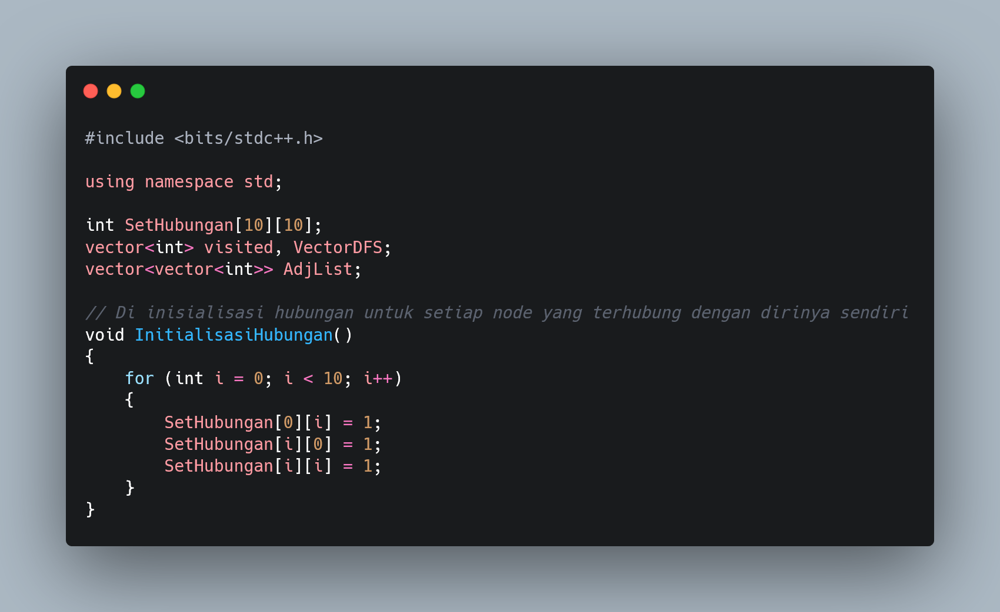 #include <bits/stdc++.h>
using namespace std;
int SetHubungan[10][10];
vector<int> visited, VectorDFS;
vector<vector<int>> AdjList;
// Di inisialisasi hubungan untuk setiap node yang terhubung dengan dirinya sendiri
void InitialisasiHubungan()
{
    for (int i = 0; i < 10; i++)
    {
        SetHubungan[0][i] = 1;
        SetHubungan[i][0] = 1;
        SetHubungan[i][i] = 1;
    }
}